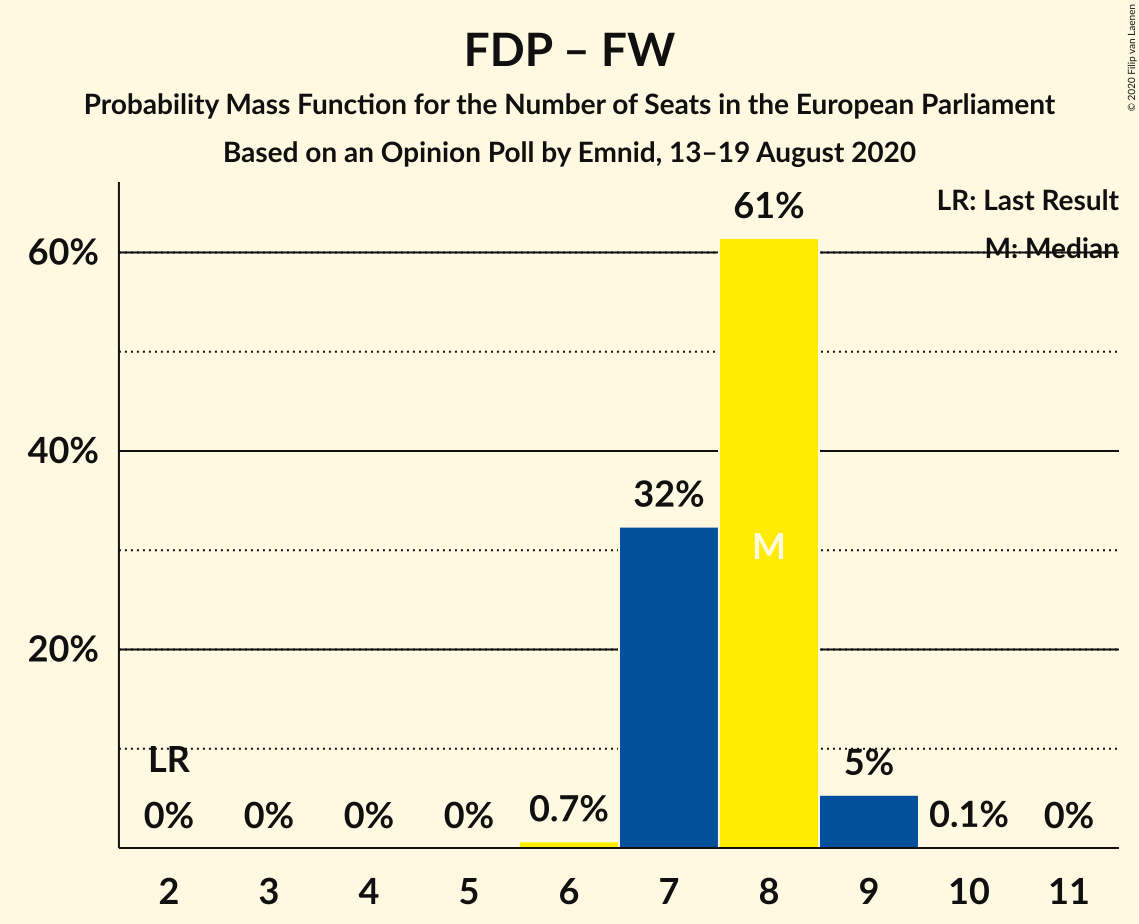 FDP – FW
Probability Mass Function for the Number of Seats in the European Parliament
Based on an Opinion Poll by Emnid, 13–19 August 2020
© 2020 Filip van Laenen
LR: Last Result
M: Median
60%
40%
20%
LR
0%
0%
0%
0%
0.7%
32%
61%
M
5%
0.1%
0%
2
3
4
5
6
7
8
9
10
11